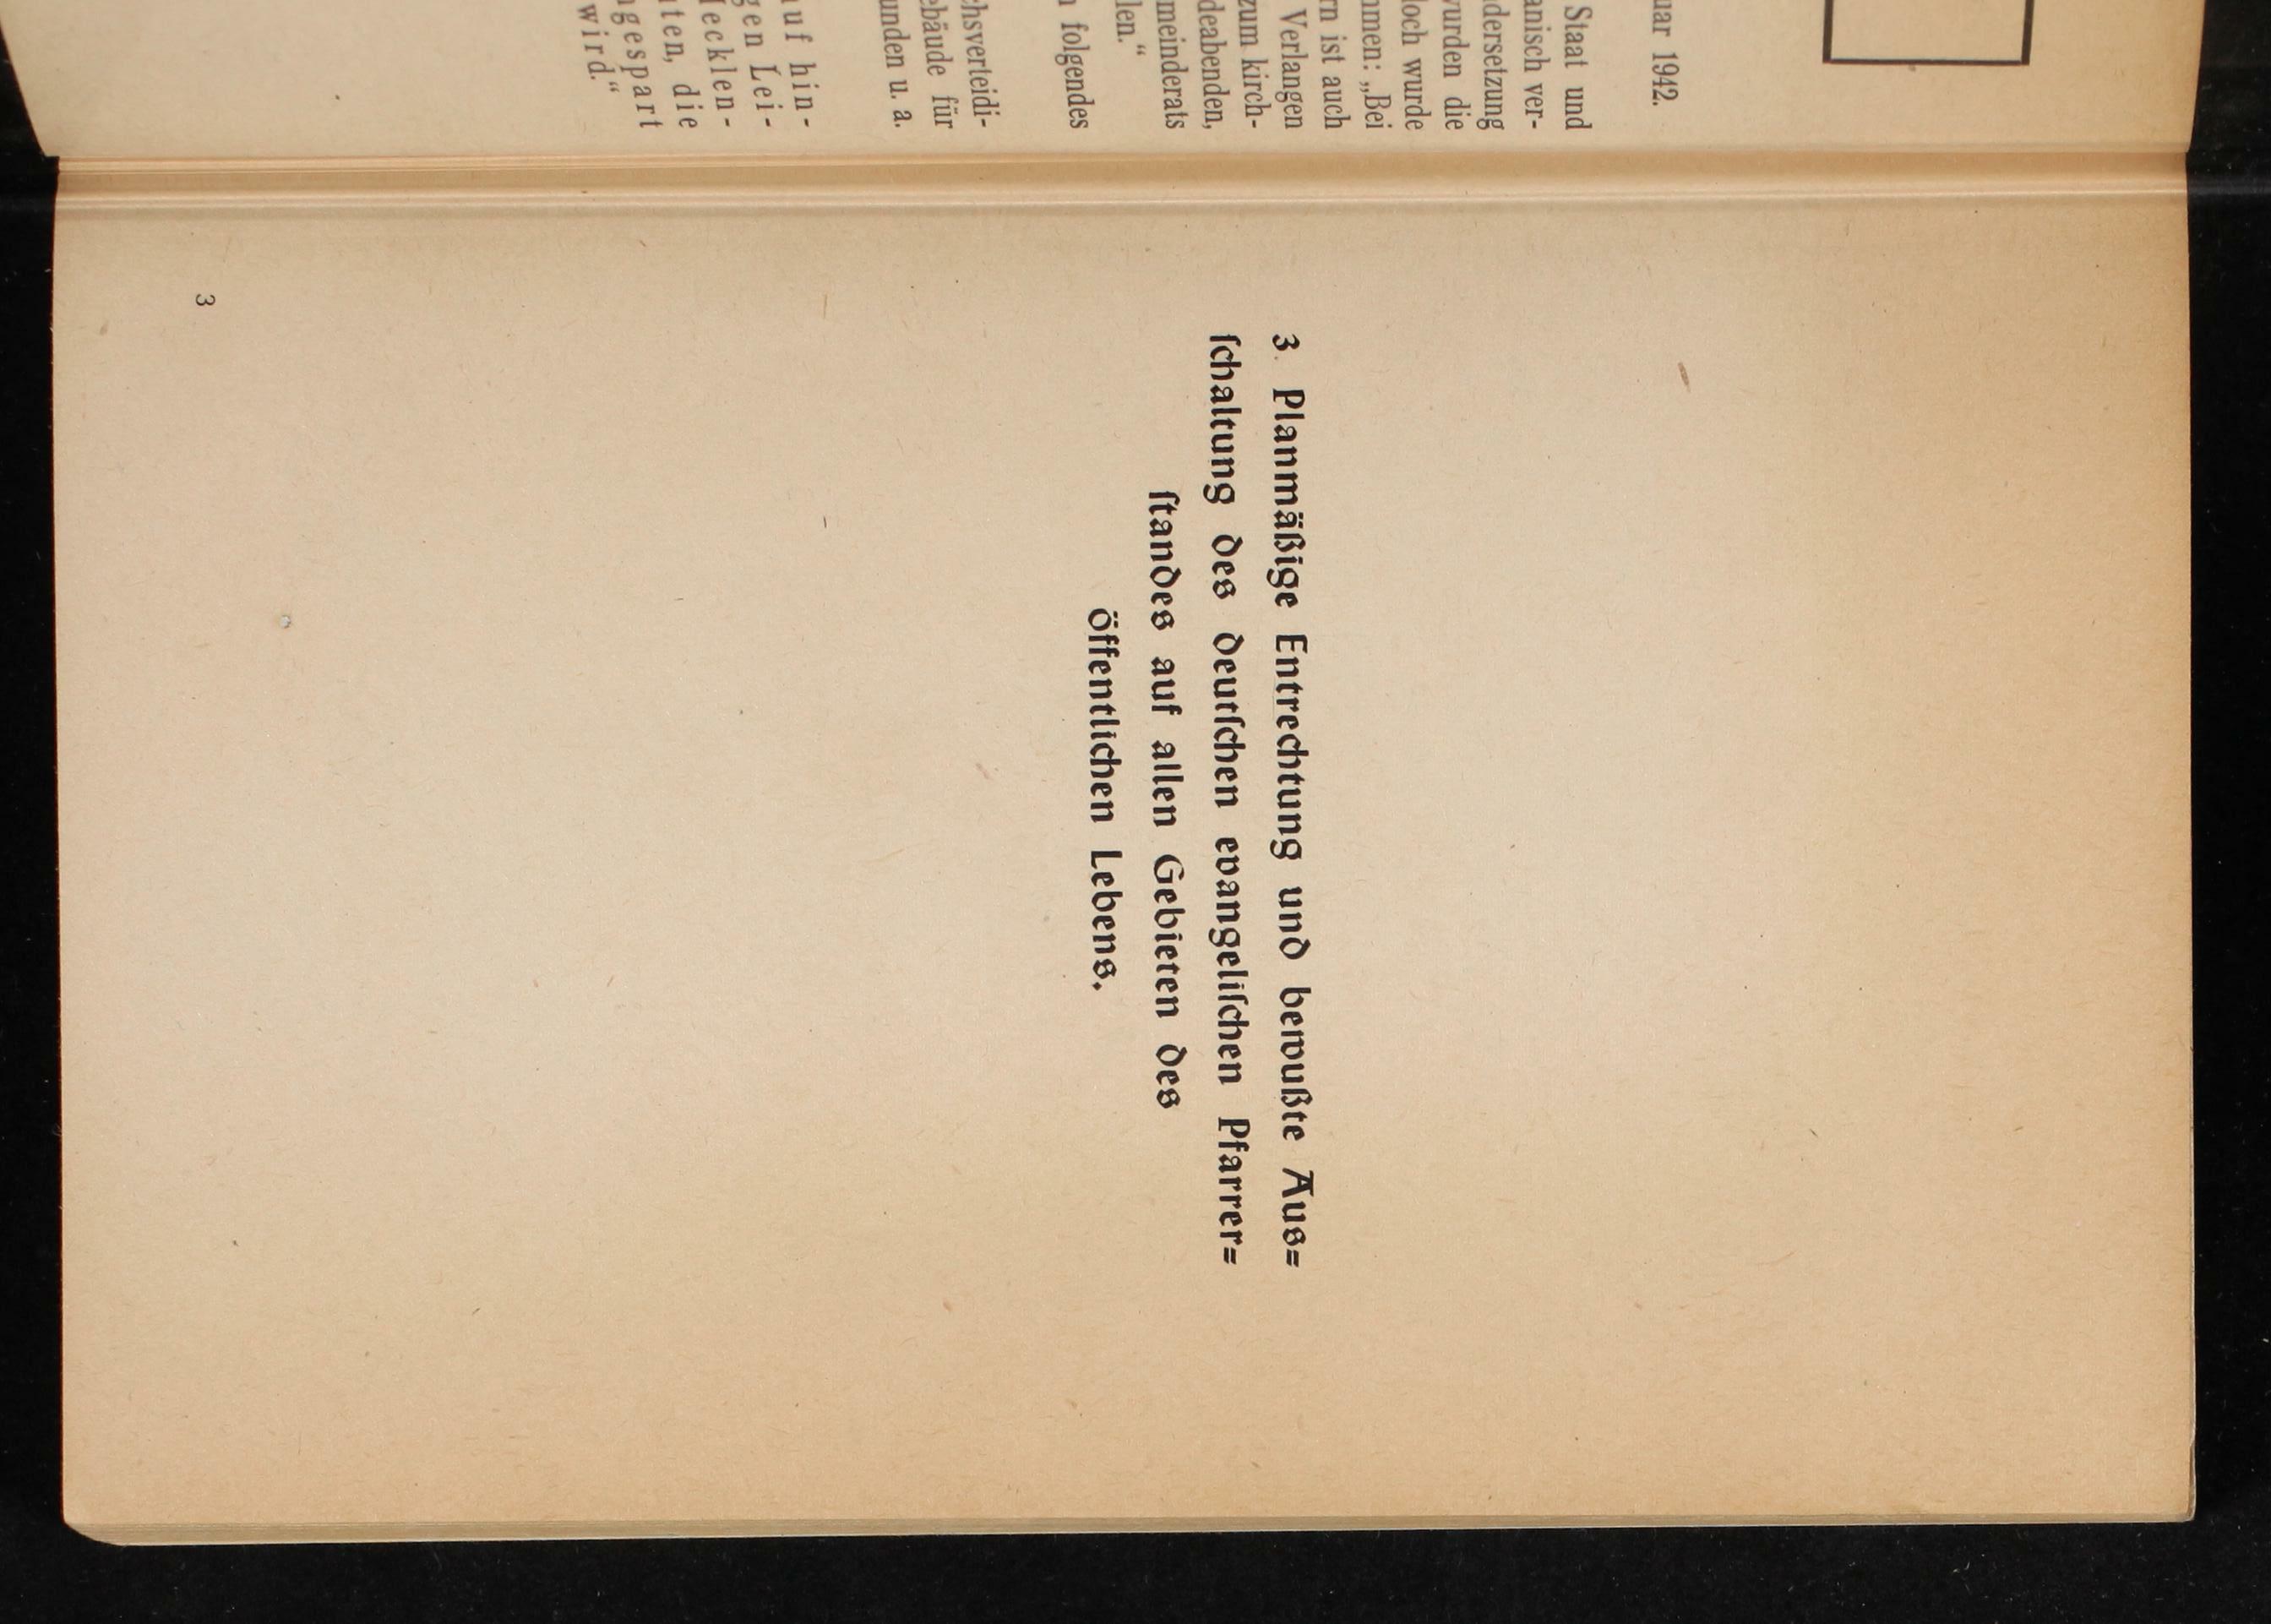 uar 1942.
Staat und
anisch ver-
dersetzung
vurden die
loch wurde
nmen: „Bei
rn ist auch
Verlangen
zum kirch-
deabenden,
meinderats
len.“
folgendes
chsverteidi-
ebäude für
unden u. a.
uf hin-
gen Lei-
lecklen-
ten, die
ngespart
wird.“
3. Planmäßige Entrechtung und bewußte Aus=
ſchaltung des deutſchen evangeliſchen Pfarrer=
ſtandes auf allen Gebieten des
öffentlichen Lebens.
3